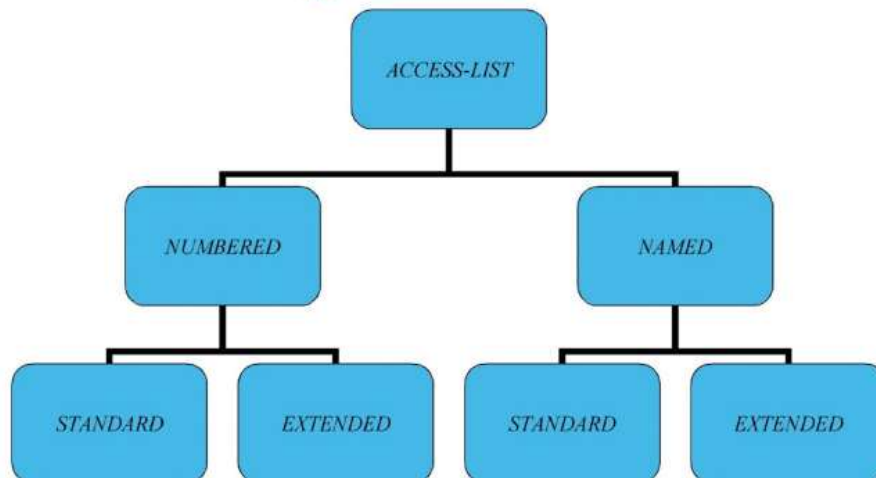 ACCESS-LIST
NUMBERED
NAMED
STANDARD
EXTENDED
STANDARD
EXTENDED